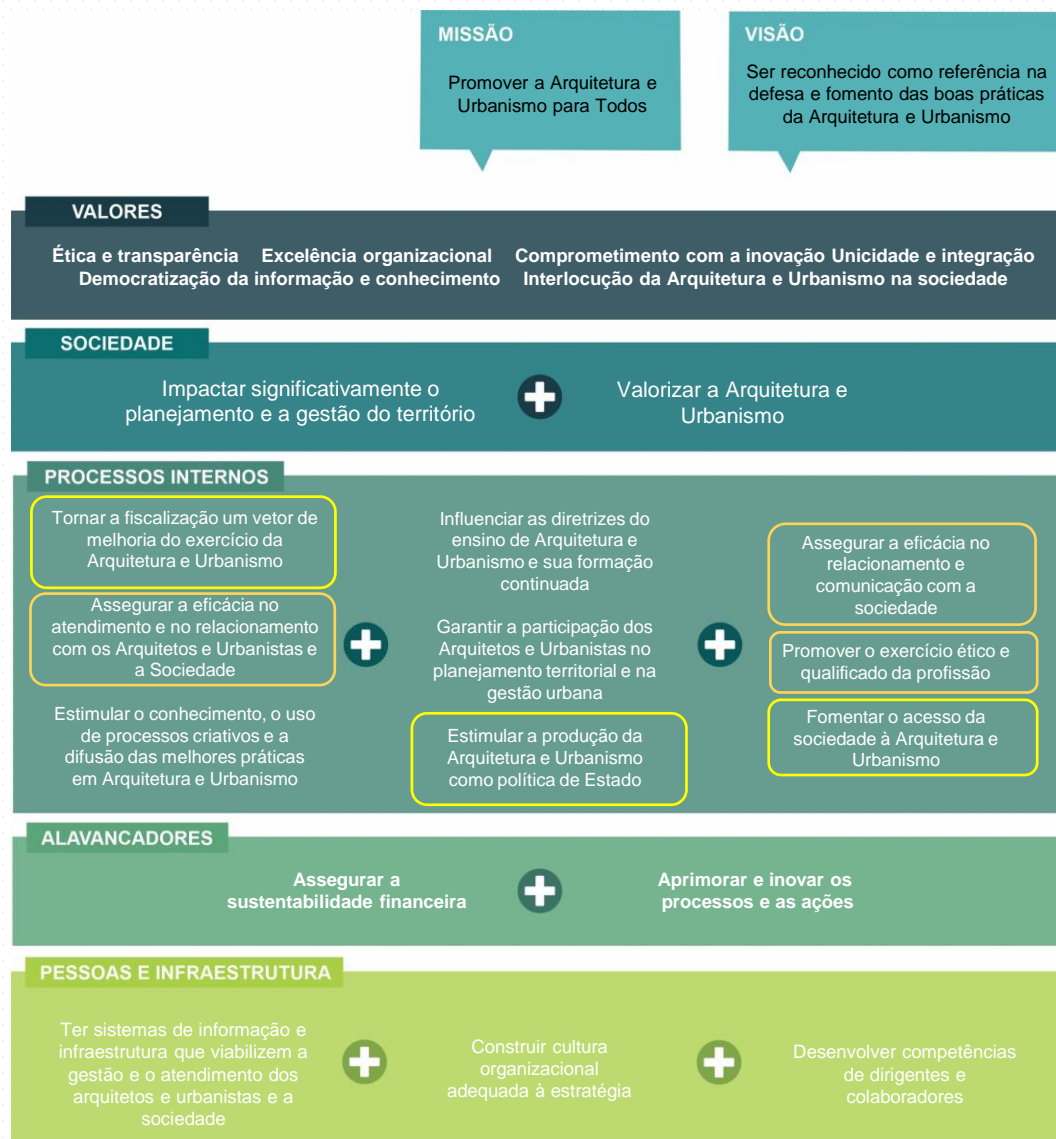 MISSÃO
Promover a Arquitetura e
Urbanismo para Todos
VISÃO
Ser reconhecido como referência na
defesa e fomento das boas práticas
da Arquitetura e Urbanismo
VALORES
Ética e transparência Excelência organizacional Comprometimento com a inovação Unicidade e integração
Democratização da informação e conhecimento Interlocução da Arquitetura e Urbanismo na sociedade
SOCIEDADE
Impactar significativamente o
planejamento e a gestão do território
Valorizar a Arquitetura e
Urbanismo
PROCESSOS INTERNOS
Tornar a fiscalização um vetor de
melhoria do exercício da
Arquitetura e Urbanismo
Assegurar a eficácia no
atendimento e no relacionamento
com os Arquitetos e Urbanistas e
a Sociedade
Estimular o conhecimento, o uso
de processos criativos e a
difusão das melhores práticas
em Arquitetura e Urbanismo
Influenciar as diretrizes do
ensino de Arquitetura e
Urbanismo e sua formação
continuada
Garantir a participação dos
Arquitetos e Urbanistas no
planejamento territorial e na
gestão urbana
Estimular a produção da
Arquitetura e Urbanismo
como política de Estado
Assegurar a eficácia no
relacionamento e
comunicação com a
sociedade
Promover o exercício ético e
qualificado da profissão
Fomentar o acesso da
sociedade à Arquitetura e
Urbanismo
ALAVANCADORES
Assegurar a
sustentabilidade financeira
Aprimorar e inovar os
processos e as ações
PESSOAS E INFRAESTRUTURA
Ter sistemas de informação e
infraestrutura que viabilizem a
gestão e o atendimento dos
arquitetos e urbanistas e a
sociedade
Construir cultura
organizacional
adequada à estratégia
Desenvolver competências
de dirigentes e
colaboradores